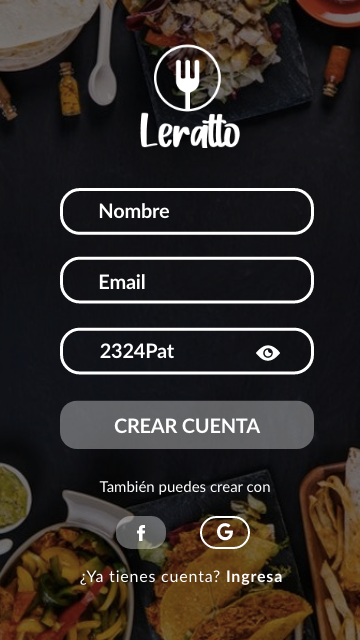 Leratto
Nombre
Email
2324Pat
CREAR CUENTA
También puedes crear con
f
G
¿Ya tienes cuenta? Ingresa